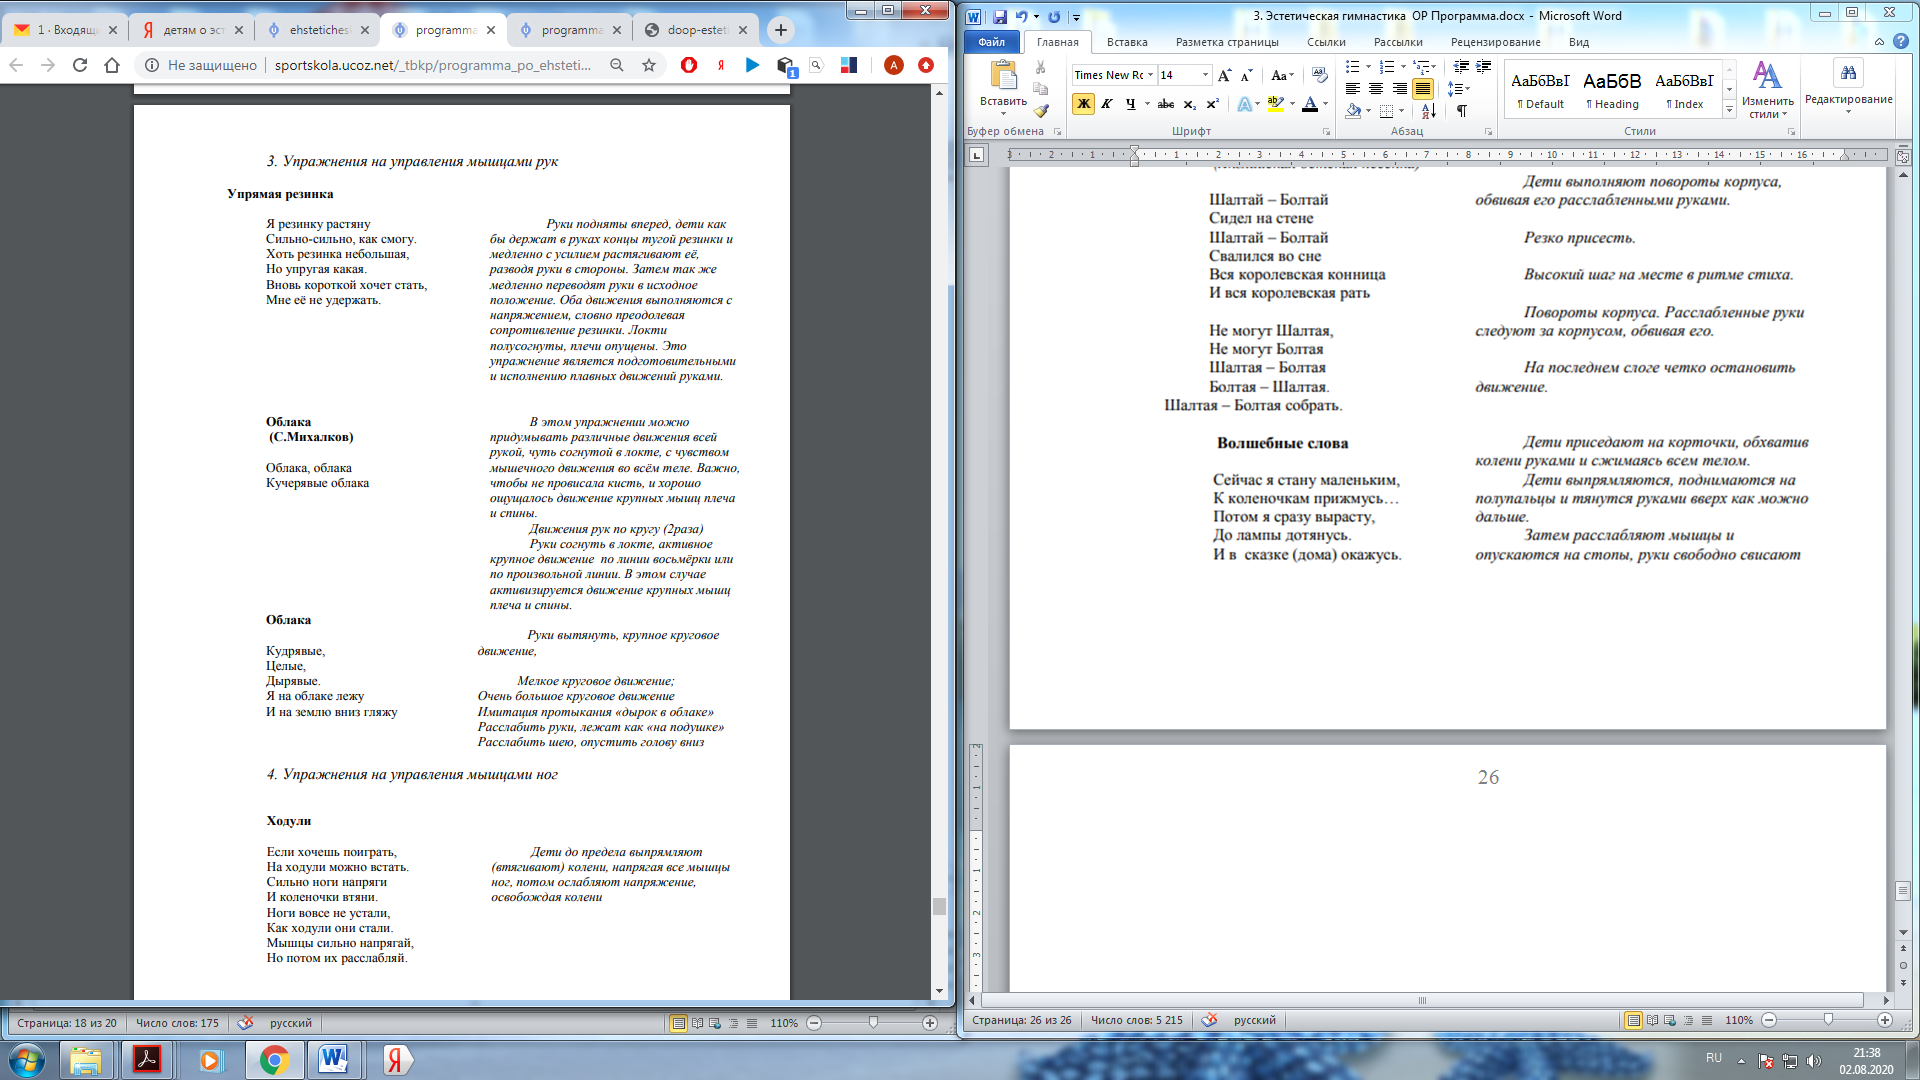 1 · Входящ
детям о эс
ehsteticheski
programma
programma
doop-esteti
Не защищено
sportskola.ucoz.net/_tbkp/programma_po_ehsteti...
3. Упражнения на управления мышцами рук
Упрямая резинка
Я резинку растяну
Сильно-сильно, как смогу.
Хоть резинка небольшая,
Но упругая какая.
Вновь короткой хочет стать,
Мне её не удержать.
Руки подняты вперед, дети как
бы держат в руках концы тугой резинки и
медленно с усилием растягивают её,
разводя руки в стороны. Затем так же
медленно переводят руки в исходное
положение. Оба движения выполняются с
напряжением, словно преодолевая
сопротивление резинки. Локти
полусогнуты, плечи опущены. Это
упражнение является подготовительными
и исполнению плавных движений руками.
Облака
(С.Михалков)
Облака, облака
Кучерявые облака
В этом упражнении можно
придумывать различные движения всей
рукой, чуть согнутой в локте, с чувством
мышечного движения во всём теле. Важно,
чтобы не провисала кисть, и хорошо
ощущалось движение крупных мышц плеча
и спины.
Движения рук по кругу (2раза)
Руки согнуть в локте, активное
крупное движение по линии восьмёрки или
по произвольной линии. В этом случае
активизируется движение крупных мышц
плеча и спины.
Облака
Кудрявые,
Целые,
Дырявые.
Я на облаке лежу
И на землю вниз гляжу
Руки вытянуть, крупное круговое
движение,
Мелкое круговое движение;
Очень большое круговое движение
Имитация протыкания «дырок в облаке»
Расслабить руки, лежат как «на подушке»
Расслабить шею, опустить голову вниз
4. Упражнения на управления мышцами ног
Ходули
Если хочешь поиграть,
На ходули можно встать.
Сильно ноги напряги
И коленочки втяни.
Ноги вовсе не устали,
Как ходули они стали.
Мышцы сильно напрягай,
Но потом их расслабляй.
Дети до предела выпрямляют
(втягивают) колени, напрягая все мышцы
ног, потом ослабляют напряжение,
освобождая колени
Страница: 18 из 20
Число слов: 175
русский
110%
3. Эстетическая гимнастика ОР Программа.docx - Microsoft Word
Файл
Главная
Вставка
Разметка страницы
Ссылки
Рассылки
Рецензирование
Вид
Вставить
Буфер обмена
Times New Rc
14
Шрифт
Абзац
АаБбВвГ
¶ Default
АаБбВ
¶ Heading
АаБбВвГ
¶ Index
Изменить
стили
Стили
Редактирование
Шалтай – Болтай
Сидел на стене
Шалтай – Болтай
Свалился во сне
Вся королевская конница
И вся королевская рать
Не могут Шалтая,
Не могут Болтая
Шалтая – Болтая
Болтая – Шалтая.
Шалтая – Болтая собрать.
Дети выполняют повороты корпуса,
обвивая его расслабленными руками.
Резко присесть.
Высокий шаг на месте в ритме стиха.
Повороты корпуса. Расслабленные руки
следуют за корпусом, обвивая его.
На последнем слоге четко остановить
движение.
Волшебные слова
Сейчас я стану маленьким,
К коленочкам прижмусь…
Потом я сразу вырасту,
До лампы дотянусь.
И в сказке (дома) окажусь.
Дети приседают на корточки, обхватив
колени руками и сжимаясь всем телом.
Дети выпрямляются, поднимаются на
полупальцы и тянутся руками вверх как можно
дальше.
Затем расслабляют мышцы и
опускаются на стопы, руки свободно свисают
26
Страница: 26 из 26
Число слов: 5 215
русский
110%
RU
21:38
02.08.2020